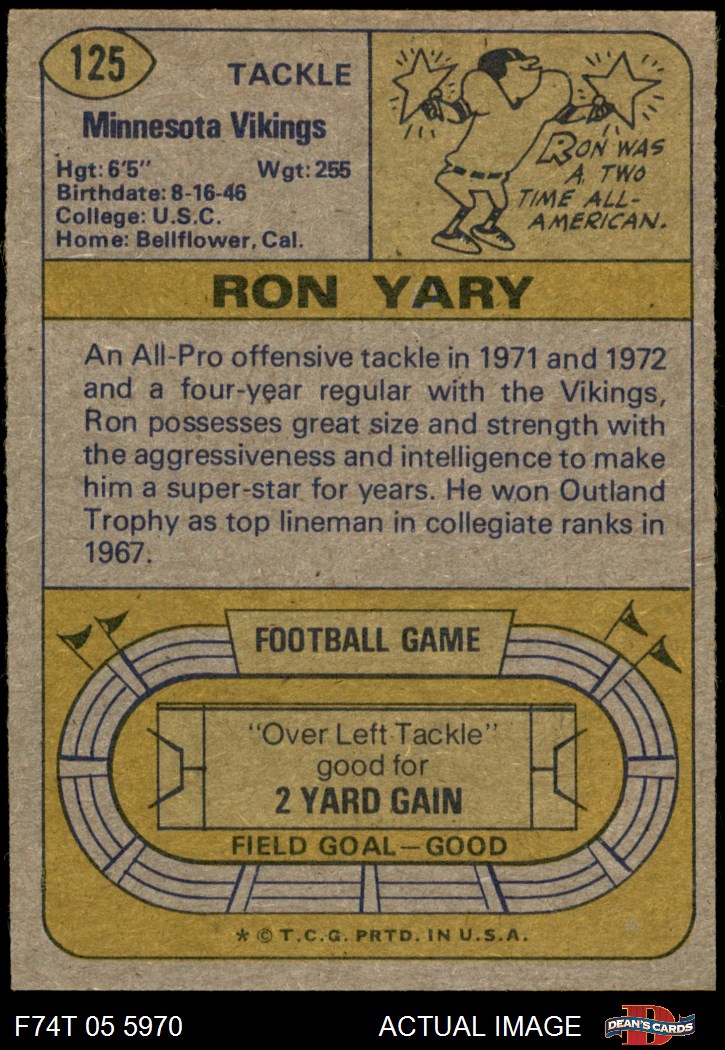 125
TACKLE
Minnesota Vikings
Hgt: 6'5" Wgt: 255
Birthdate: 8-16-46
College: U.S.C.
Home: Bellflower, Cal.
RON WAS
A TWO
TIME ALL-
AMERICAN.
RON YARY
An All-Pro offensive tackle in 1971 and 1972
and a four-year regular with the Vikings,
Ron possesses great size and strength with
the aggressiveness and intelligence to make
him a super-star for years. He won Outland
Trophy as top lineman in collegiate ranks in
1967.
FOOTBALL GAME
"Over Left Tackle"
good for
2 YARD GAIN
FIELD GOAL—GOOD
* © T.C.G. PRTD. IN U.S.A.
F74T 05 5970 ACTUAL IMAGE
DEAN'S CARDS